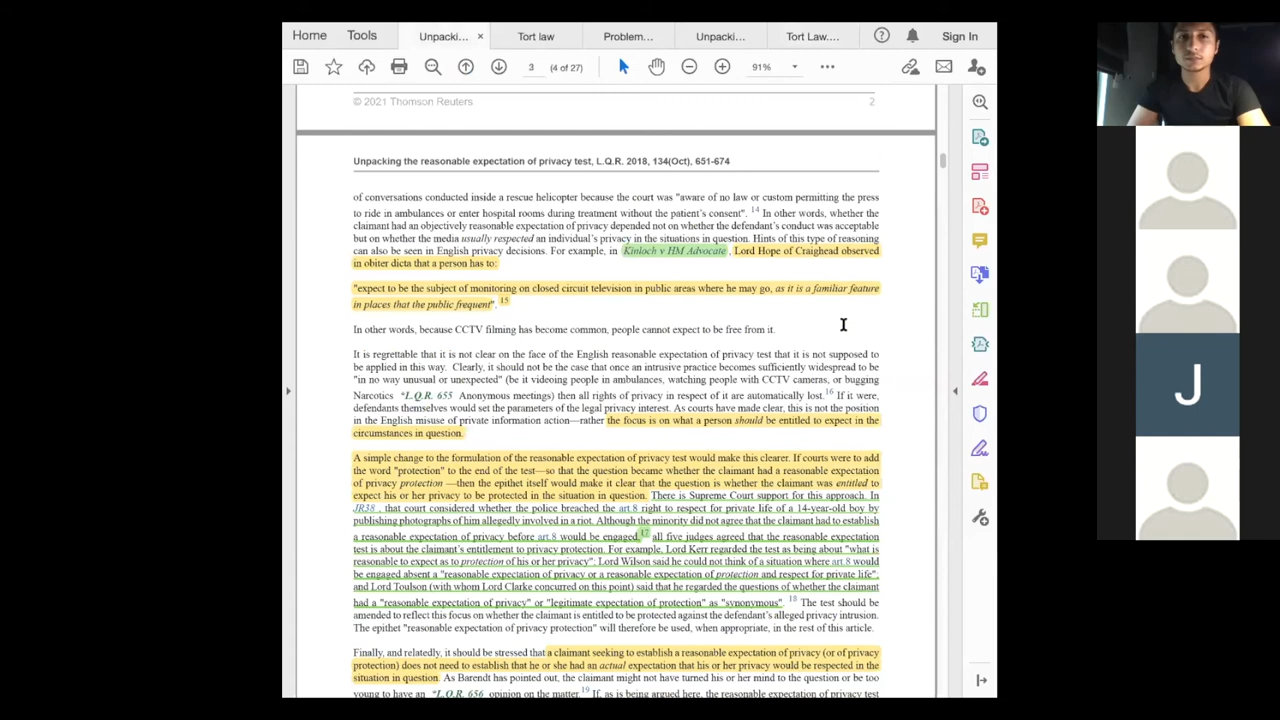 Home Tools Unpacki... × Tort law Problem... Unpacki... Tort Law.... Sign In
3 (4 of 27) 91%
© 2021 Thomson Reuters. 2
Unpacking the reasonable expectation of privacy test, L.Q.R. 2018, 134(Oct), 651-674
of conversations conducted inside a rescue helicopter because the court was "aware of no law or custom permitting the press
to ride in ambulances or enter hospital rooms during treatment without the patient's consent". 14 In other words, whether the
claimant had an objectively reasonable expectation of privacy depended not on whether the defendant's conduct was acceptable
but on whether the media usually respected an individual's privacy in the situations in question. Hints of this type of reasoning
can also be seen in English privacy decisions. For example, in Kinloch v HM Advocate, Lord Hope of Craighead observed
in obiter dicta that a person has to:
"expect to be the subject of monitoring on closed circuit television in public areas where he may go, as it is a familiar feature
in places that the public frequent". 15
In other words, because CCTV filming has become common, people cannot expect to be free from it.
It is regrettable that it is not clear on the face of the English reasonable expectation of privacy test that it is not supposed to
be applied in this way. Clearly, it should not be the case that once an intrusive practice becomes sufficiently widespread to be
"in no way unusual or unexpected" (be it videoing people in ambulances, watching people with CCTV cameras, or bugging
Narcotics *L.Q.R. 655 Anonymous meetings) then all rights of privacy in respect of it are automatically lost. 16 If it were,
defendants themselves would set the parameters of the legal privacy interest. As courts have made clear, this is not the position
in the English misuse of private information action—rather the focus is on what a person should be entitled to expect in the
circumstances in question.
A simple change to the formulation of the reasonable expectation of privacy test would make this clearer. If courts were to add
the word "protection" to the end of the test—so that the question became whether the claimant had a reasonable expectation
of privacy protection —then the epithet itself would make it clear that the question is whether the claimant was entitled to
expect his or her privacy to be protected in the situation in question. There is Supreme Court support for this approach. In
JR38 , that court considered whether the police breached the art.8 right to respect for private life of a 14-year-old boy by
publishing photographs of him allegedly involved in a riot. Although the minority did not agree that the claimant had to establish
a reasonable expectation of privacy before art.8 would be engaged, 17 all five judges agreed that the reasonable expectation
test is about the claimant's entitlement to privacy protection. For example, Lord Kerr regarded the test as being about "what is
reasonable to expect as to protection of his or her privacy"; Lord Wilson said he could not think of a situation where art.8 would
be engaged absent a "reasonable expectation of privacy or a reasonable expectation of protection and respect for private life";
and Lord Toulson (with whom Lord Clarke concurred on this point) said that he regarded the questions of whether the claimant
had a "reasonable expectation of privacy" or "legitimate expectation of protection" as "synonymous". 18 The test should be
amended to reflect this focus on whether the claimant is entitled to be protected against the defendant's alleged privacy intrusion.
The epithet "reasonable expectation of privacy protection" will therefore be used, when appropriate, in the rest of this article.
Finally, and relatedly, it should be stressed that a claimant seeking to establish a reasonable expectation of privacy (or of privacy
protection) does not need to establish that he or she had an actual expectation that his or her privacy would be respected in the
situation in question. As Barendt has pointed out, the claimant might not have turned his or her mind to the question or be too
young to have an *L.Q.R. 656 opinion on the matter. 19 If, as is being argued here, the reasonable expectation of privacy test
J